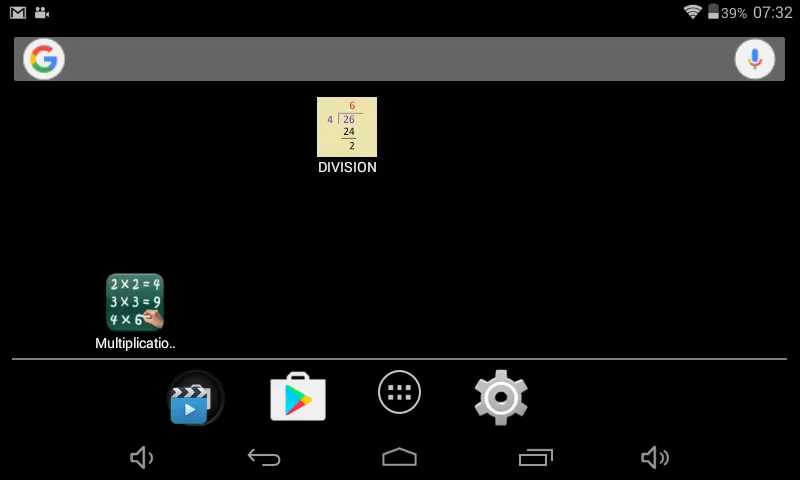 39% 07:32
6
4 26
24
2
DIVISION
2 × 2 = 4
3 × 3 = 9
4 × 6
Multiplicatio..